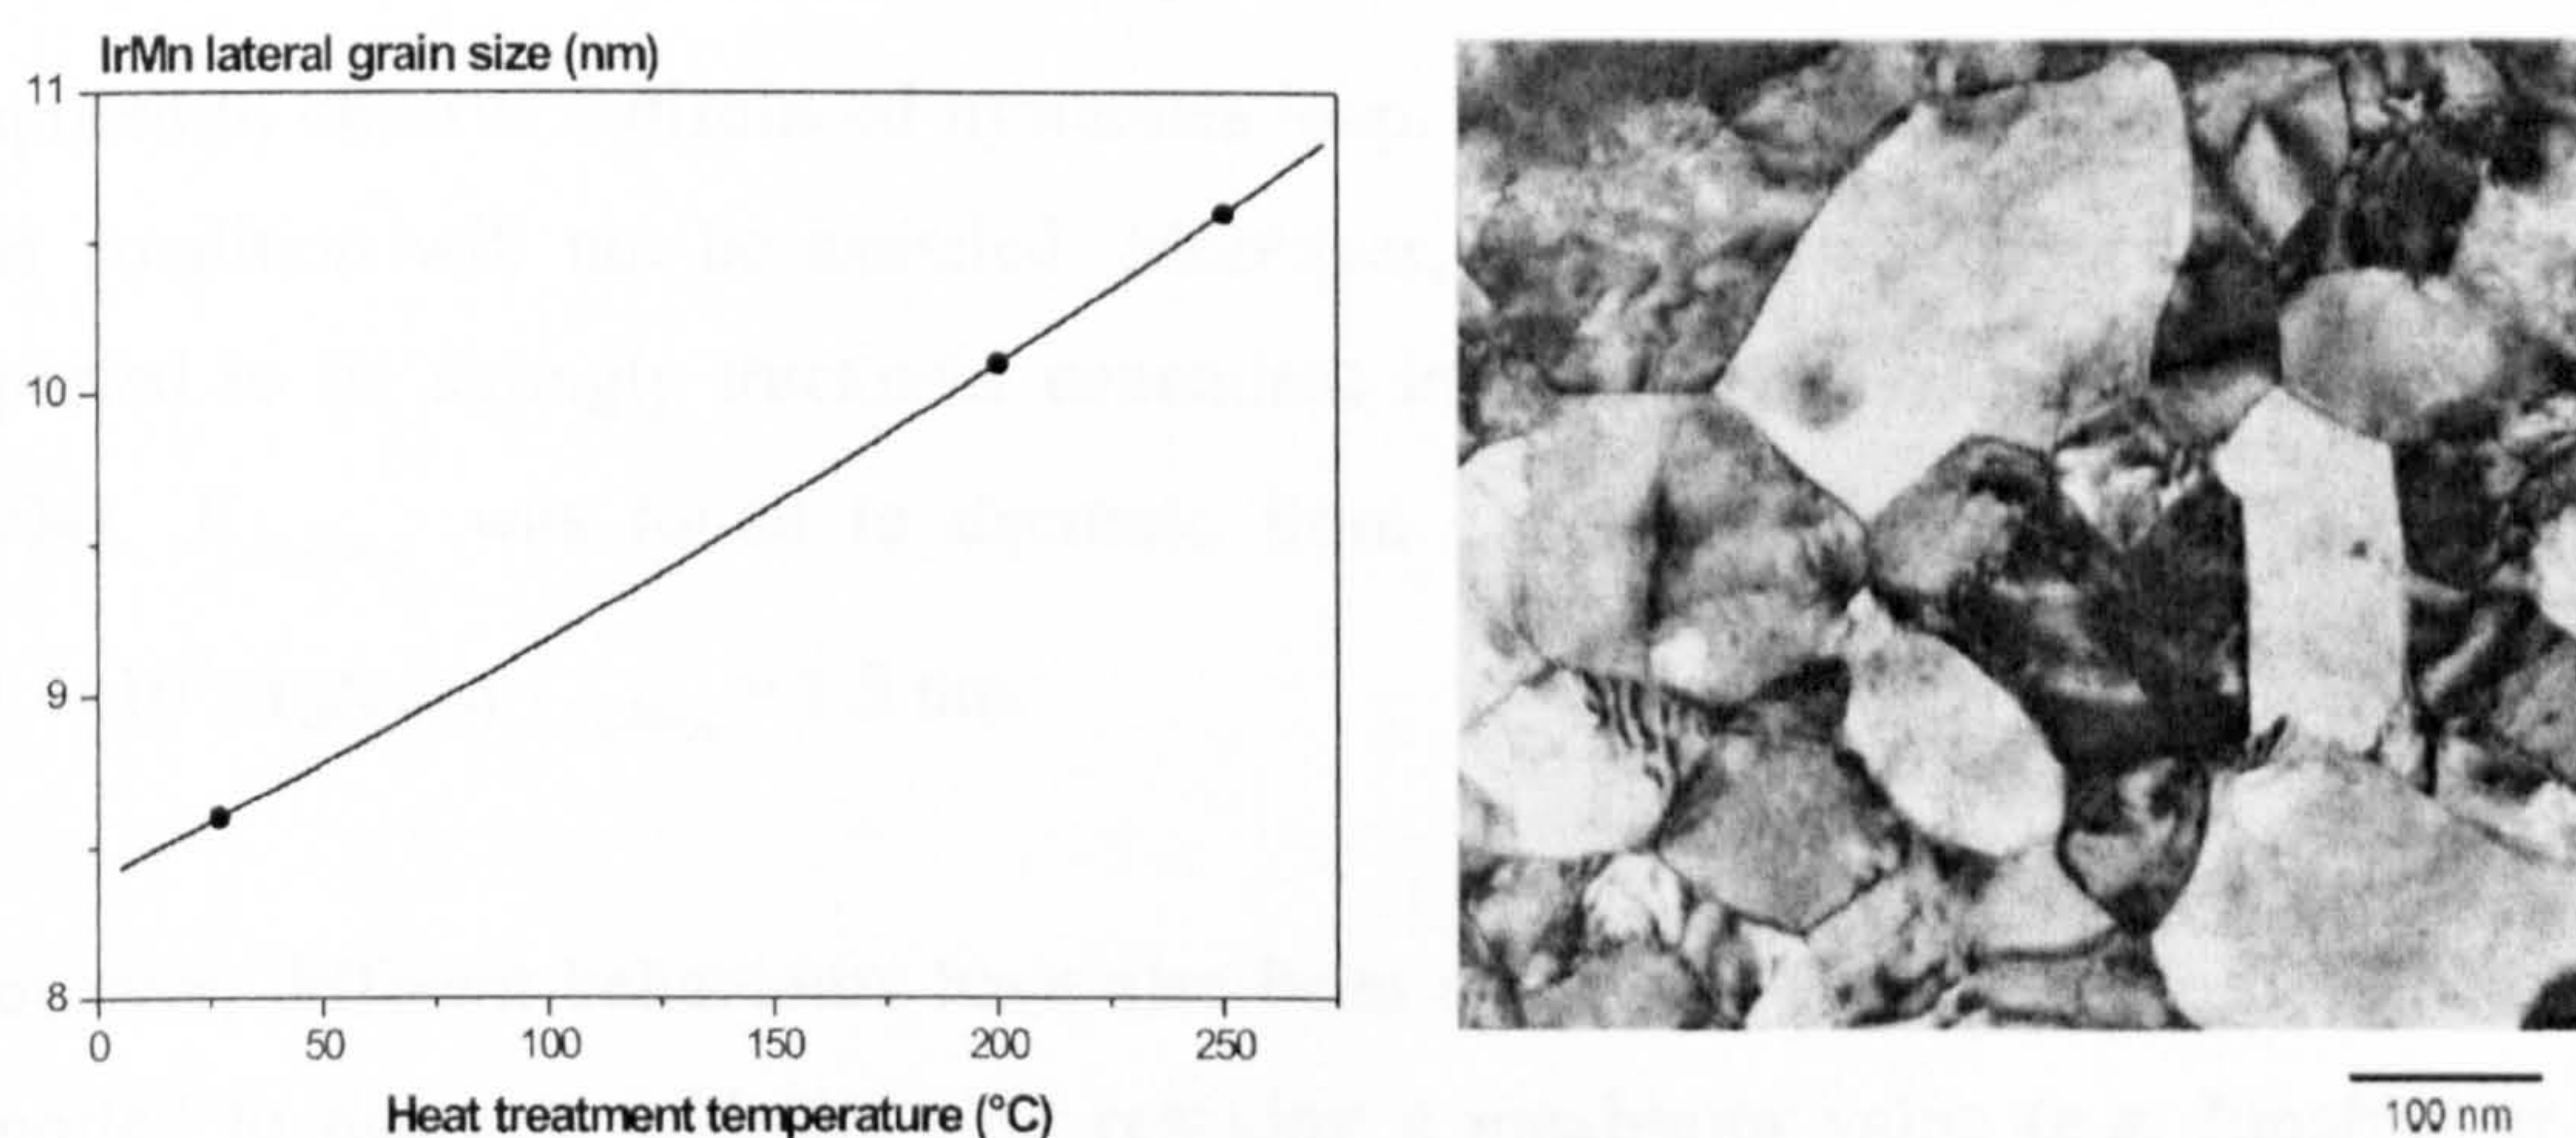 IrMn lateral grain size (nm)
11
10
9
8
0 50 100 150 200 250
Heat treatment temperature (°C)
100 nm